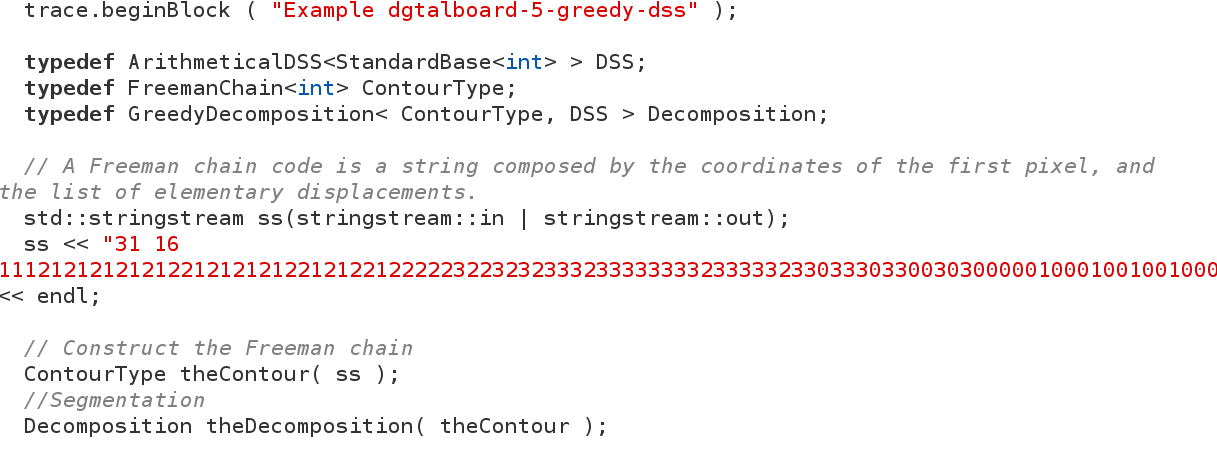 trace.beginBlock ( "Example dgtalboard-5-greedy-dss" );
typedef ArithmeticalDSS<StandardBase<int> > DSS;
typedef FreemanChain<int> ContourType;
typedef GreedyDecomposition< ContourType, DSS > Decomposition;
// A Freeman chain code is a string composed by the coordinates of the first pixel, and
the list of elementary displacements.
std::stringstream ss(stringstream::in | stringstream::out);
ss << "31 16
11121212121212212121212212122122222322323233323333333323333323303330330030300000100010010010001
<< endl;
// Construct the Freeman chain
ContourType theContour( ss );
//Segmentation
Decomposition theDecomposition( theContour );